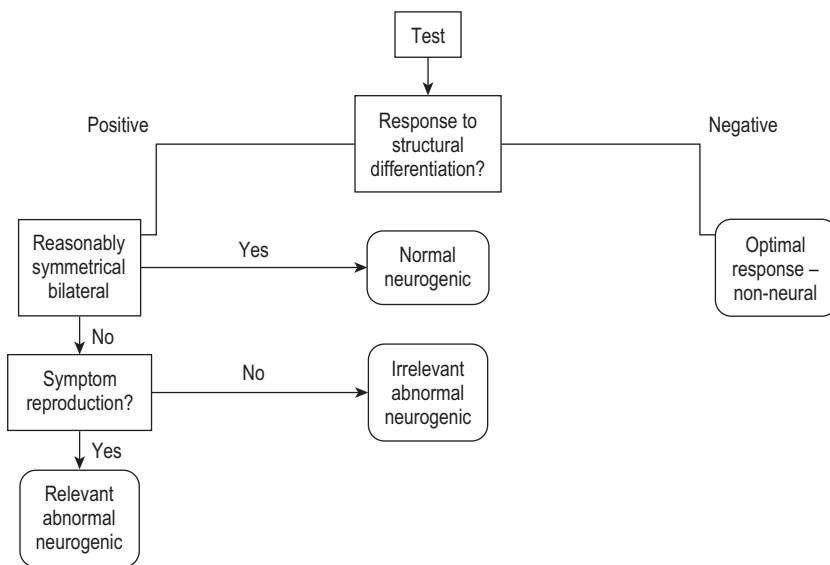 Test
Positive
Response to
structural
differentiation?
Negative
Reasonably
symmetrical
bilateral
Yes
Normal
neurogenic
Optimal
response –
non-neural
No
Symptom
reproduction?
No
Irrelevant
abnormal
neurogenic
Yes
Relevant
abnormal
neurogenic